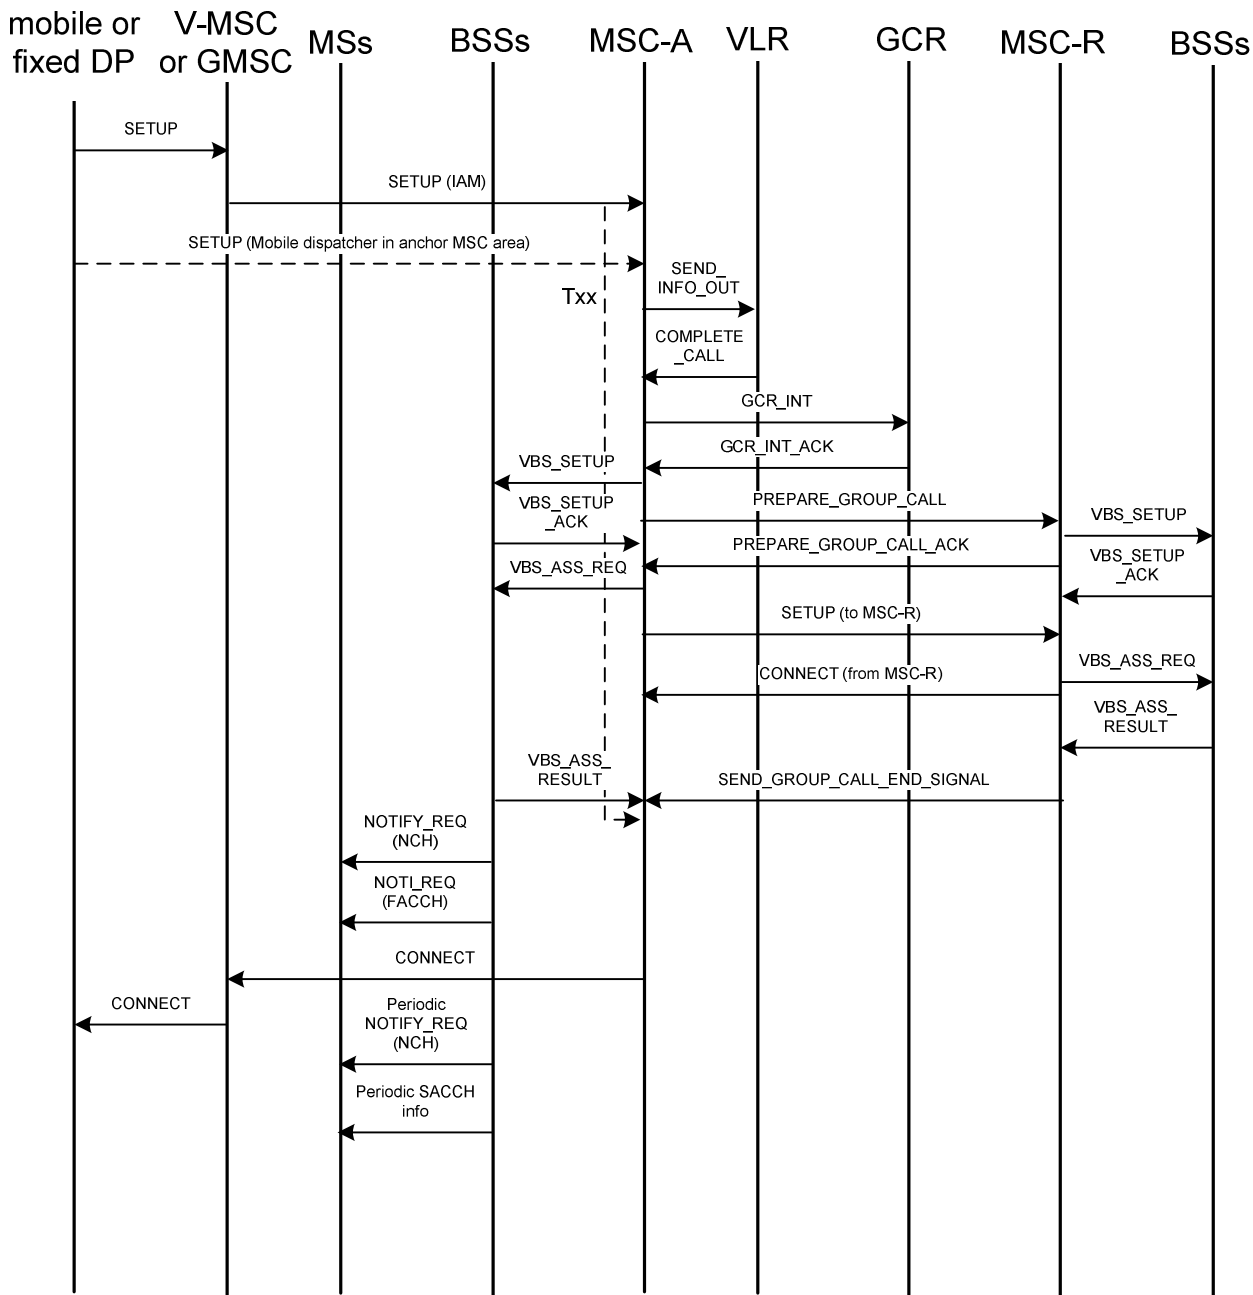 mobile or
fixed DP
V-MSC
or GMSC
MSs
BSSs
MSC-A
VLR
GCR
MSC-R
BSSs
SETUP
SETUP (IAM)
SETUP (Mobile dispatcher in anchor MSC area)
SEND_
INFO_OUT
Txx
COMPLETE
_CALL
GCR_INT
GCR_INT_ACK
VBS_SETUP
PREPARE_GROUP_CALL
VBS_SETUP
VBS_SETUP
_ACK
PREPARE_GROUP_CALL_ACK
VBS_SETUP
_ACK
VBS_ASS_REQ
SETUP (to MSC-R)
VBS_ASS_REQ
CONNECT (from MSC-R)
VBS_ASS_
RESULT
VBS_ASS_
RESULT
SEND_GROUP_CALL_END_SIGNAL
NOTIFY_REQ
(NCH)
NOTI_REQ
(FACCH)
CONNECT
CONNECT
Periodic
NOTIFY_REQ
(NCH)
Periodic SACCH
info